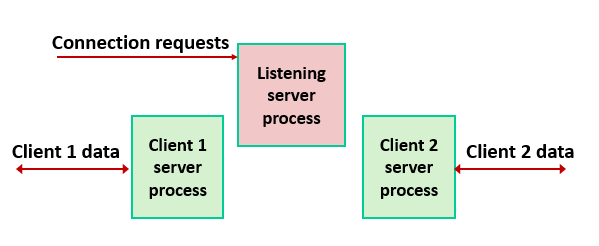 Connection requests
Listening
server
process
Client 1 data
Client 1
server
process
Client 2
server
process
Client 2 data